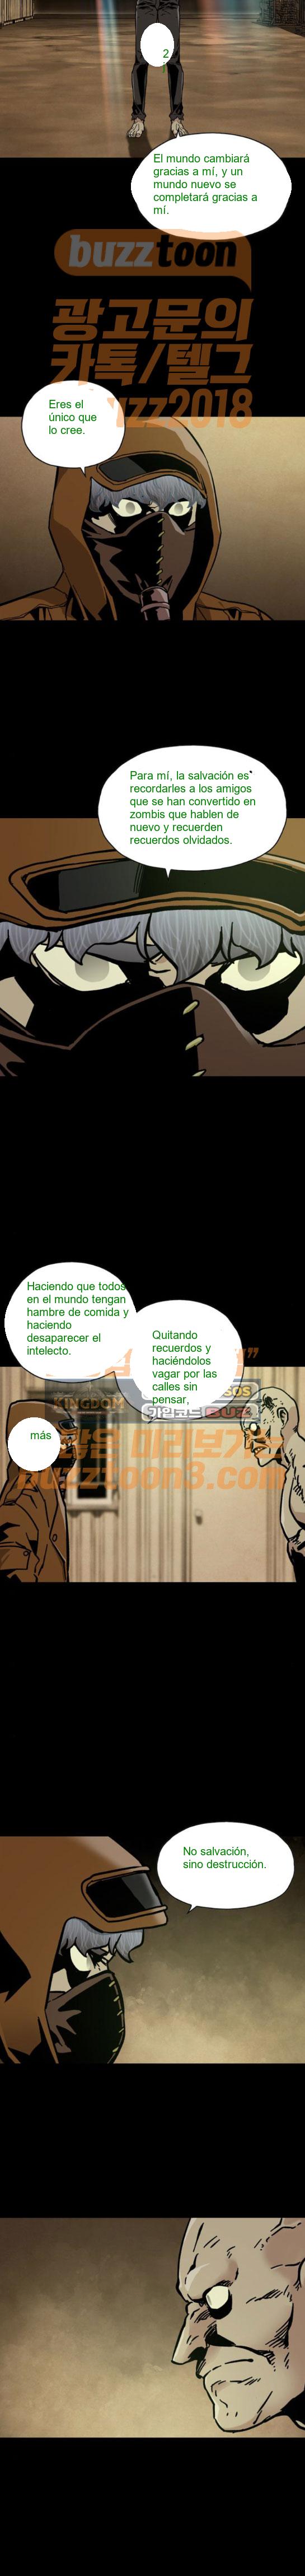 2
El mundo cambiará
gracias a mí, y un
mundo nuevo se
completará gracias a
mí.
buzztoon
광고문의
카톡/텔그
uzz2018
Eres el
único que
lo cree.
Para mí, la salvación es
recordarles a los amigos
que se han convertido en
zombis que hablen de
nuevo y recuerden
recuerdos olvidados.
Haciendo que todos
en el mundo tengan
hambre de comida y
haciendo
desaparecer el
intelecto.
Quitando
recuerdos y
haciéndolos
vagar por las
calles sin
pensar,
KINGDOM
más
buzztoon3.com
No salvación,
sino destrucción.